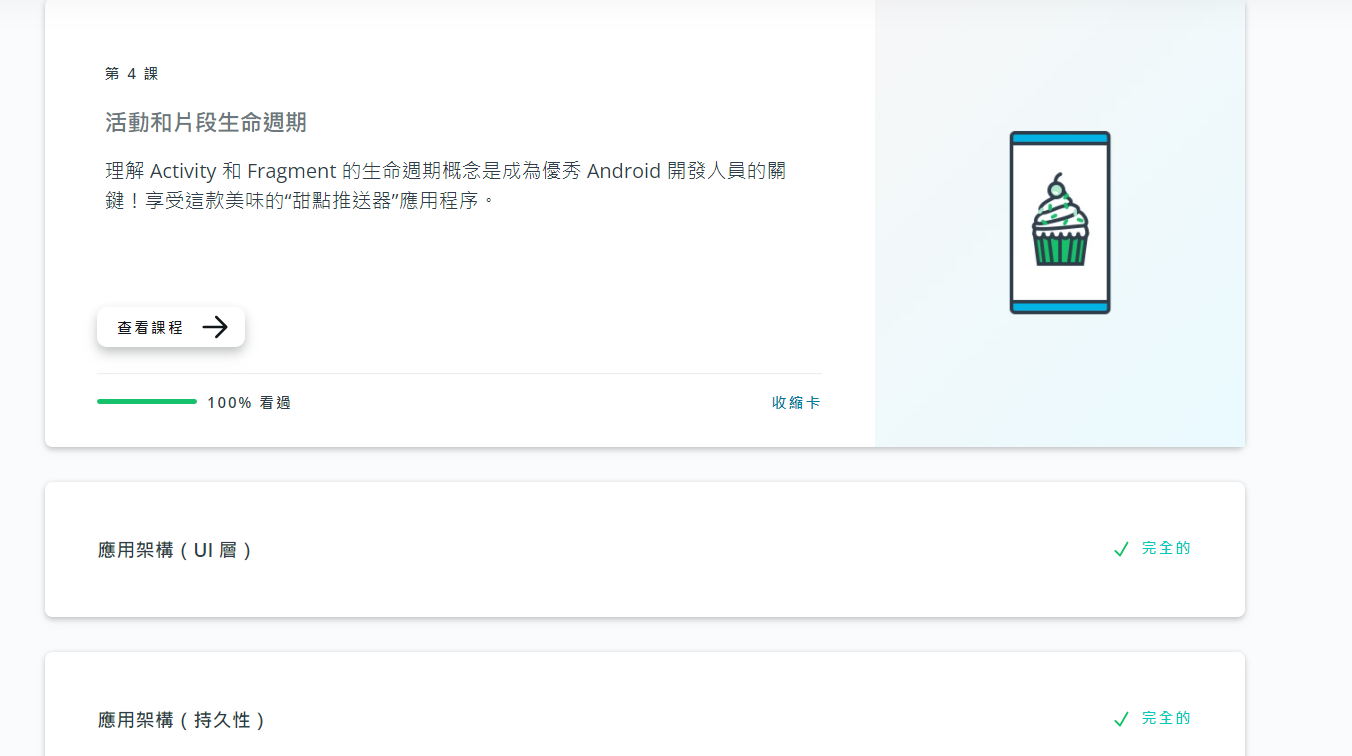 第 4 課
活動和片段生命週期
理解 Activity 和 Fragment 的生命週期概念是成為優秀 Android 開發人員的關
鍵！享受這款美味的“甜點推送器”應用程序。
查看課程
100% 看過
收縮卡
應用架構（UI 層）
完全的
應用架構（持久性）
完全的